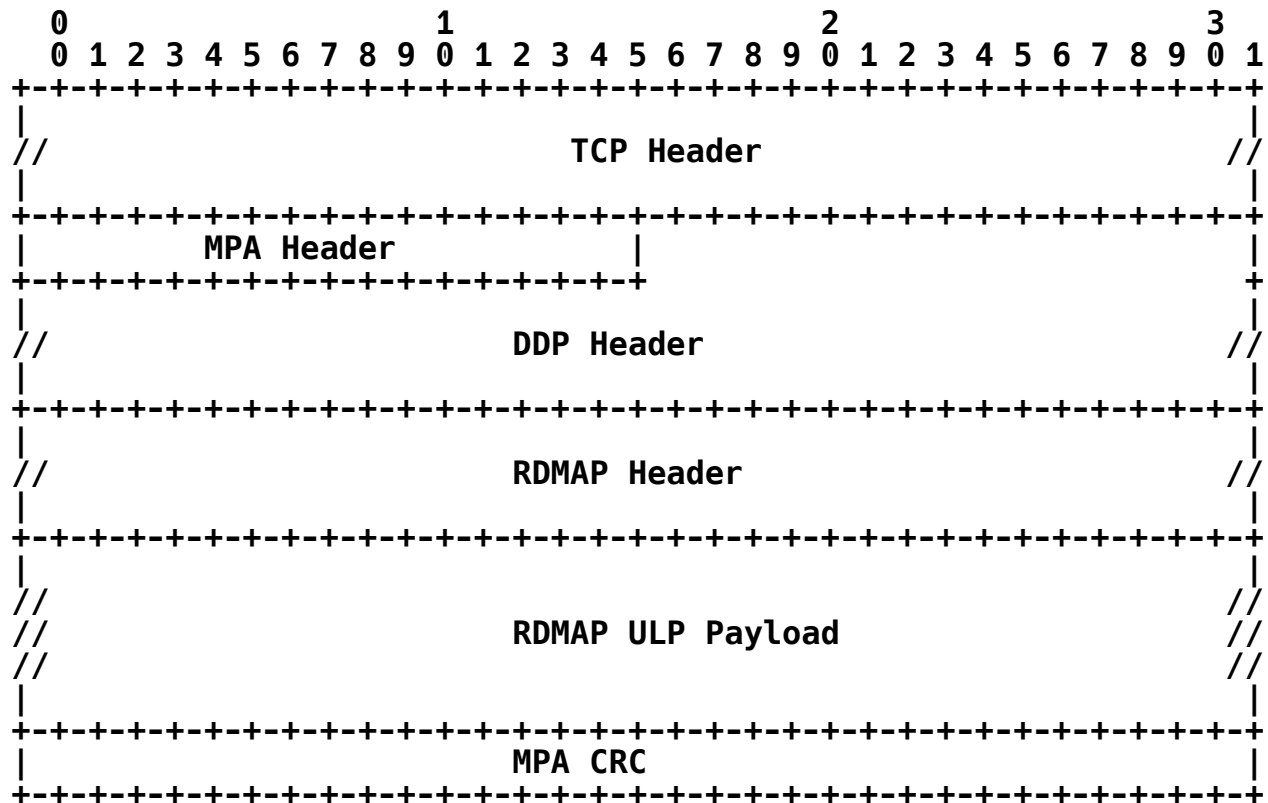 0                   1                   2                   3
  0 1 2 3 4 5 6 7 8 9 0 1 2 3 4 5 6 7 8 9 0 1 2 3 4 5 6 7 8 9 0 1
+-+-+-+-+-+-+-+-+-+-+-+-+-+-+-+-+-+-+-+-+-+-+-+-+-+-+-+-+-+-+-+-+
|                                                               |
//                           TCP Header                        //
|                                                               |
+-+-+-+-+-+-+-+-+-+-+-+-+-+-+-+-+-+-+-+-+-+-+-+-+-+-+-+-+-+-+-+-+
|         MPA Header            |                               |
+-+-+-+-+-+-+-+-+-+-+-+-+-+-+-+-+                               +
|                                                               |
//                        DDP Header                           //
|                                                               |
+-+-+-+-+-+-+-+-+-+-+-+-+-+-+-+-+-+-+-+-+-+-+-+-+-+-+-+-+-+-+-+-+
|                                                               |
//                        RDMAP Header                         //
|                                                               |
+-+-+-+-+-+-+-+-+-+-+-+-+-+-+-+-+-+-+-+-+-+-+-+-+-+-+-+-+-+-+-+-+
|                                                               |
//                                                             //
//                        RDMAP ULP Payload                    //
//                                                             //
|                                                               |
+-+-+-+-+-+-+-+-+-+-+-+-+-+-+-+-+-+-+-+-+-+-+-+-+-+-+-+-+-+-+-+-+
|                         MPA CRC                               |
+-+-+-+-+-+-+-+-+-+-+-+-+-+-+-+-+-+-+-+-+-+-+-+-+-+-+-+-+-+-+-+-+